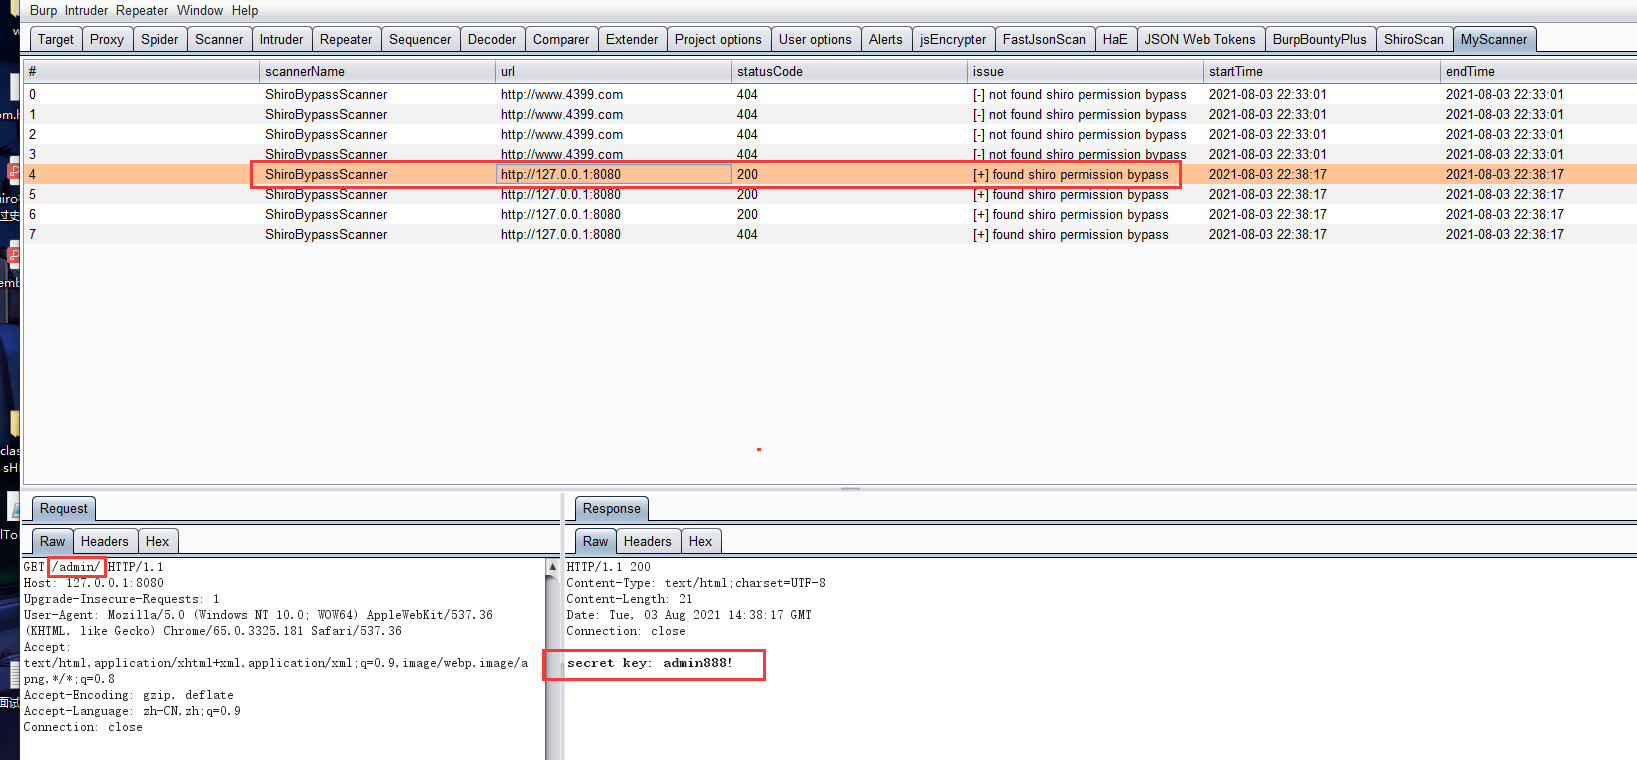 Burp Intruder Repeater Window Help
Target Proxy Spider Scanner Intruder Repeater Sequencer Decoder Comparer Extender Project options User options Alerts jsEncrypter FastJsonScan HaE JSON Web Tokens BurpBountyPlus ShiroScan MyScanner
# scannerName url statusCode issue startTime endTime
0 ShiroBypassScanner http://www.4399.com 404 [-] not found shiro permission bypass 2021-08-03 22:33:01 2021-08-03 22:33:01
1 ShiroBypassScanner http://www.4399.com 404 [-] not found shiro permission bypass 2021-08-03 22:33:01 2021-08-03 22:33:01
2 ShiroBypassScanner http://www.4399.com 404 [-] not found shiro permission bypass 2021-08-03 22:33:01 2021-08-03 22:33:01
3 ShiroBypassScanner http://www.4399.com 404 [-] not found shiro permission bypass 2021-08-03 22:33:01 2021-08-03 22:33:01
4 ShiroBypassScanner http://127.0.0.1:8080 200 [+] found shiro permission bypass 2021-08-03 22:38:17 2021-08-03 22:38:17
5 ShiroBypassScanner http://127.0.0.1:8080 200 [+] found shiro permission bypass 2021-08-03 22:38:17 2021-08-03 22:38:17
6 ShiroBypassScanner http://127.0.0.1:8080 200 [+] found shiro permission bypass 2021-08-03 22:38:17 2021-08-03 22:38:17
7 ShiroBypassScanner http://127.0.0.1:8080 404 [+] found shiro permission bypass 2021-08-03 22:38:17 2021-08-03 22:38:17
Request
Raw Headers Hex
GET /admin/ HTTP/1.1
Host: 127.0.0.1:8080
Upgrade-Insecure-Requests: 1
User-Agent: Mozilla/5.0 (Windows NT 10.0; WOW64) AppleWebKit/537.36
(KHTML, like Gecko) Chrome/65.0.3325.181 Safari/537.36
Accept:
text/html,application/xhtml+xml,application/xml;q=0.9,image/webp,image/a
png,*/*;q=0.8
Accept-Encoding: gzip, deflate
Accept-Language: zh-CN,zh;q=0.9
Connection: close
Response
Raw Headers Hex
HTTP/1.1 200
Content-Type: text/html;charset=UTF-8
Content-Length: 21
Date: Tue, 03 Aug 2021 14:38:17 GMT
Connection: close
secret key: admin888!